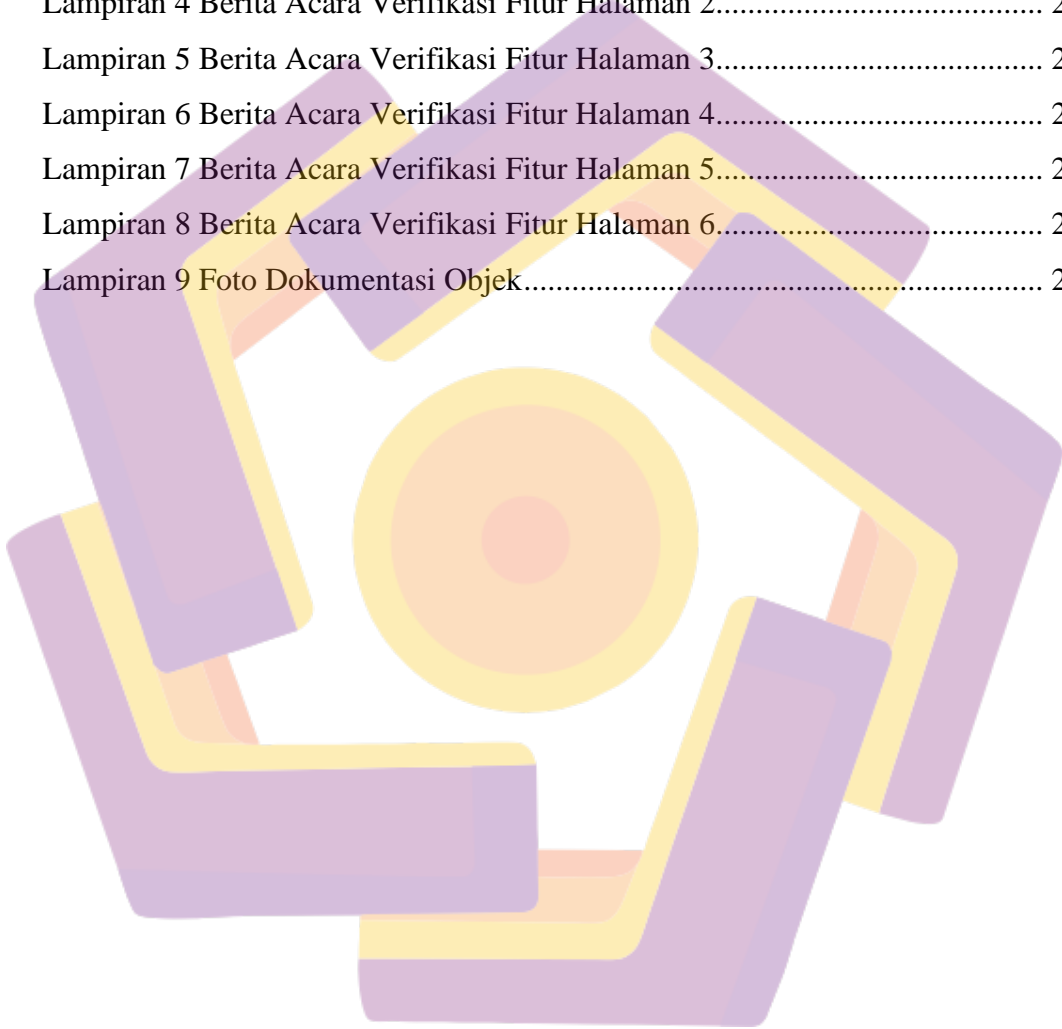 Lampiran 4 Berita Acara Verifikasi Fitur Halaman 2.......................................... 2
Lampiran 5 Berita Acara Verifikasi Fitur Halaman 3.......................................... 2
Lampiran 6 Berita Acara Verifikasi Fitur Halaman 4.......................................... 2
Lampiran 7 Berita Acara Verifikasi Fitur Halaman 5.......................................... 2
Lampiran 8 Berita Acara Verifikasi Fitur Halaman 6.......................................... 2
Lampiran 9 Foto Dokumentasi Objek.................................................................... 2